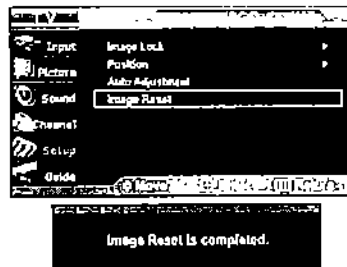 Input
Picture
Sound
Channel
Setup
Guide
Image Lock
Position
Auto Adjustment
Image Reset
Move
Image Reset is completed.